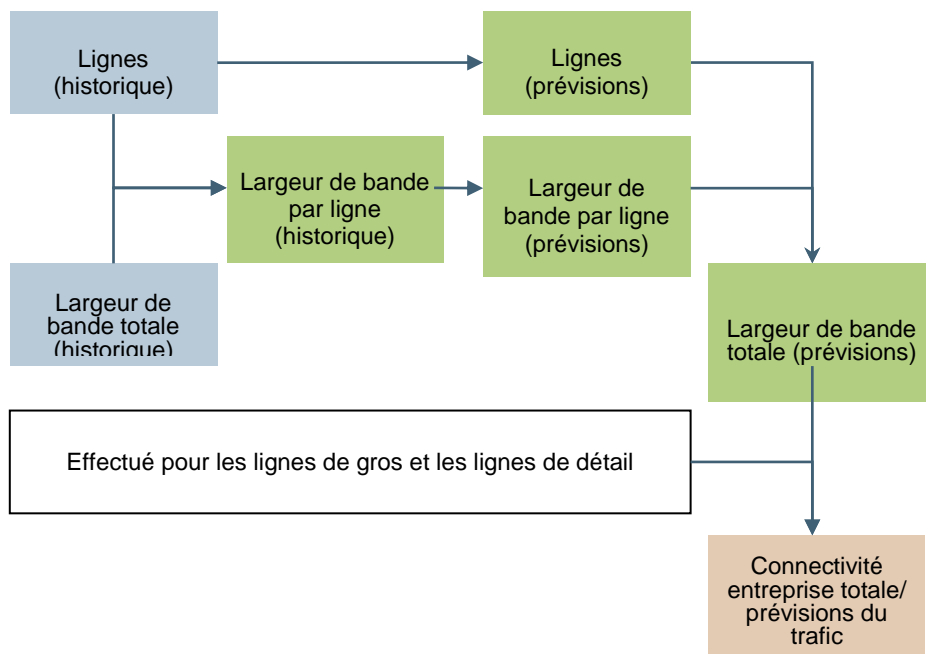 Lignes
(historique)
Lignes
(prévisions)
Largeur de bande
par ligne
(historique)
Largeur de
bande par ligne
(prévisions)
Largeur de
bande totale
(historique)
Largeur de bande
totale (prévisions)
Effectué pour les lignes de gros et les lignes de détail
Connectivité
entreprise totale/
prévisions du
trafic